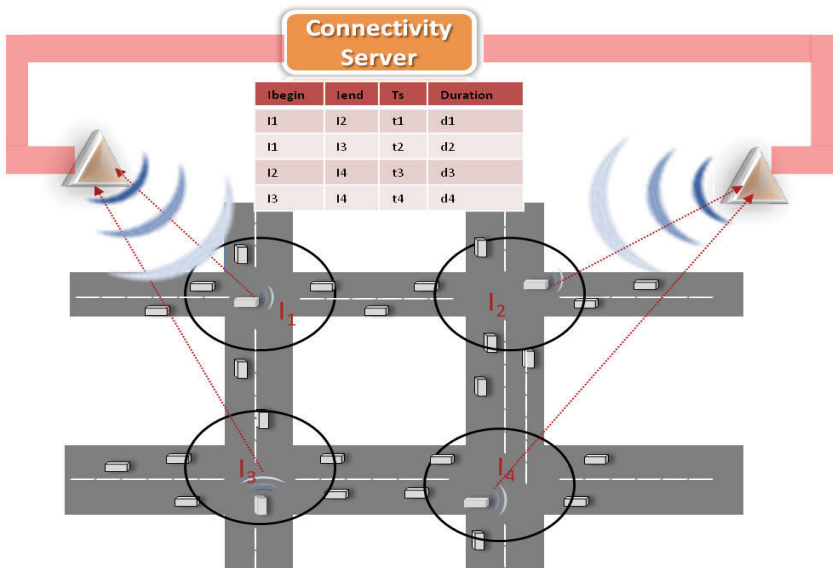 Connectivity
Server
Ibegin Iend Ts Duration
I1 I2 t1 d1
I1 I3 t2 d2
I2 I4 t3 d3
I3 I4 t4 d4
I1
I2
I3
I4